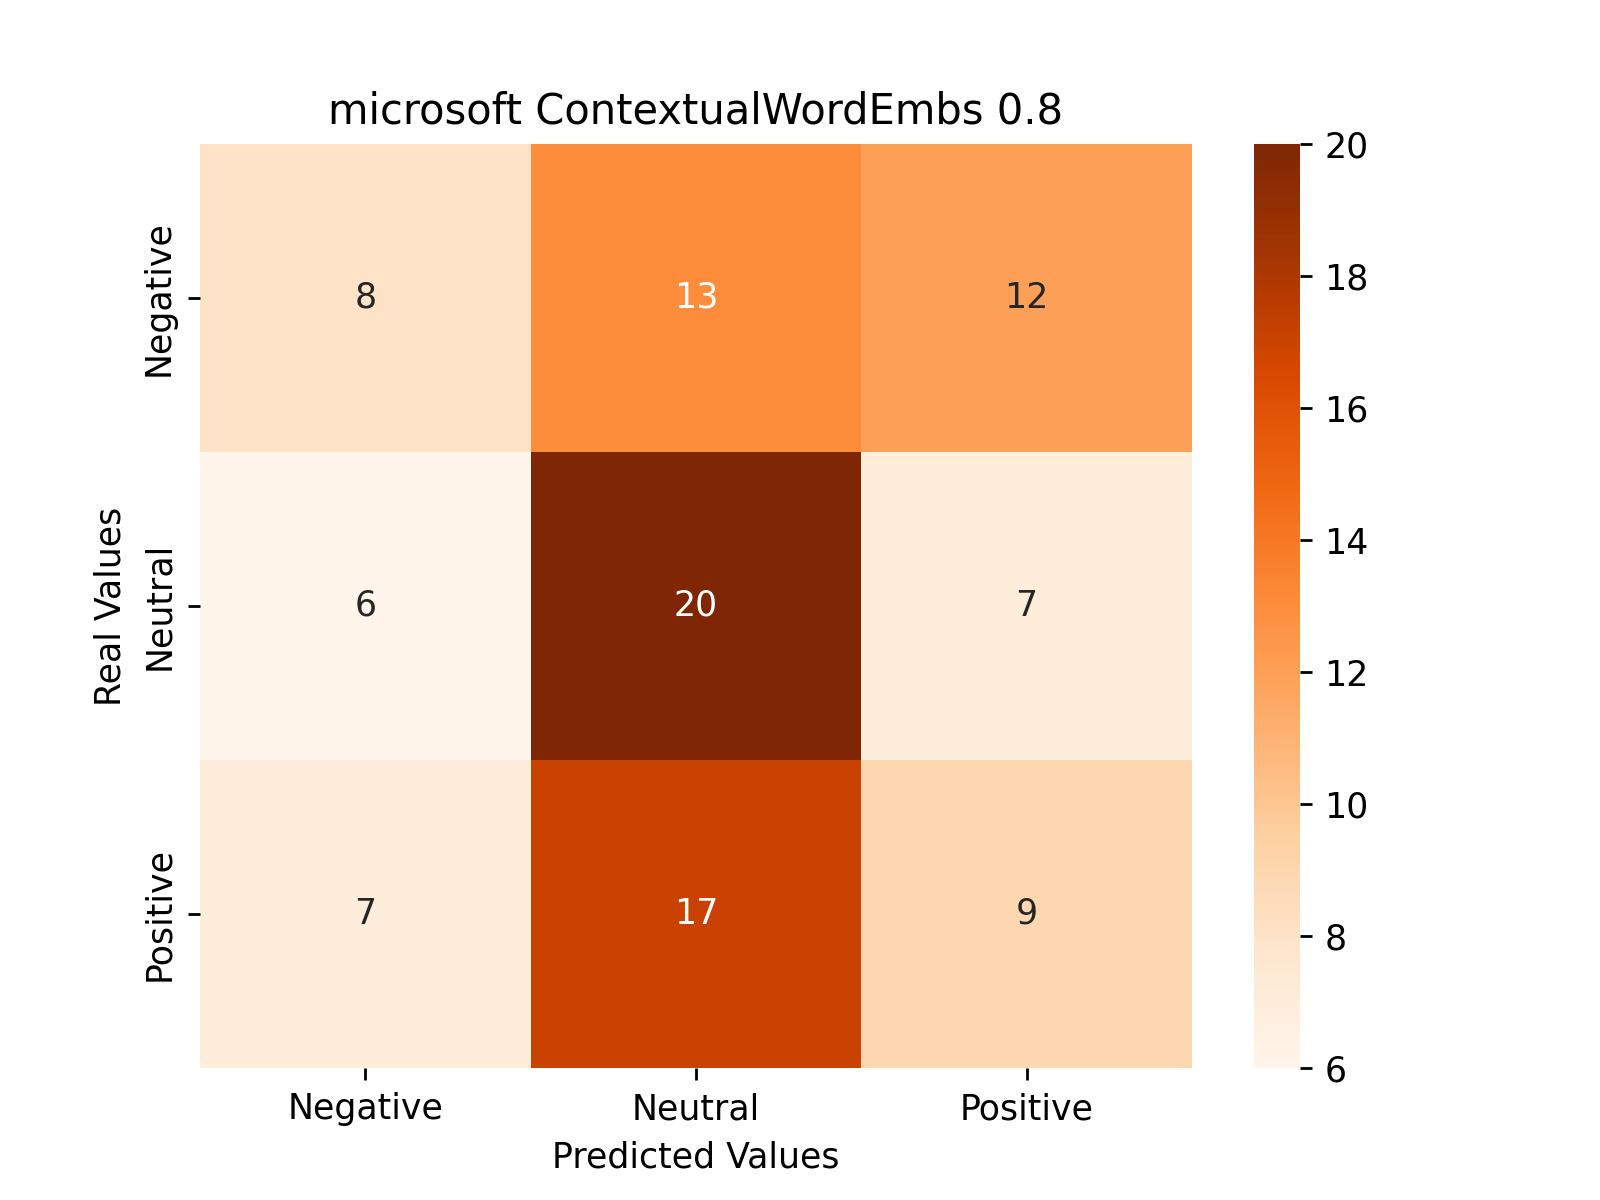 microsoft ContextualWordEmbs 0.8
Real Values
Negative
8 13 12
Neutral
6 20 7
Positive
7 17 9
Negative Neutral Positive
Predicted Values
20
18
16
14
12
10
8
6